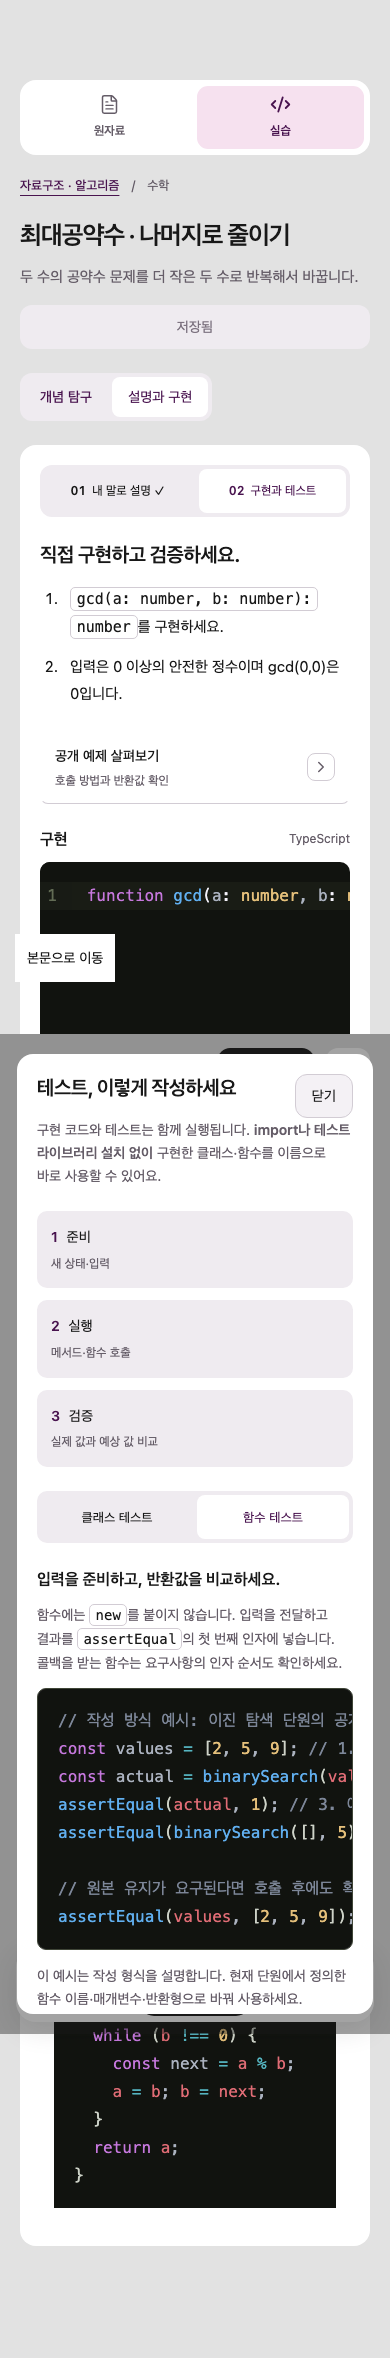 원자료
실습
자료구조 · 알고리즘 / 수학
최대공약수 · 나머지로 줄이기
두 수의 공약수 문제를 더 작은 두 수로 반복해서 바꿉니다.
저장됨
개념 탐구
설명과 구현
01 내 말로 설명 ✓
02 구현과 테스트
직접 구현하고 검증하세요.
1. gcd(a: number, b: number):
number를 구현하세요.
2. 입력은 0 이상의 안전한 정수이며 gcd(0,0)은
0입니다.
공개 예제 살펴보기
호출 방법과 반환값 확인
구현
TypeScript
1 function gcd(a: number, b:
본문으로 이동
테스트, 이렇게 작성하세요
닫기
구현 코드와 테스트는 함께 실행됩니다. import나 테스트
라이브러리 설치 없이 구현한 클래스·함수를 이름으로
바로 사용할 수 있어요.
1 준비
새 상태·입력
2 실행
메서드·함수 호출
3 검증
실제 값과 예상 값 비교
클래스 테스트
함수 테스트
입력을 준비하고, 반환값을 비교하세요.
함수에는 new를 붙이지 않습니다. 입력을 전달하고
결과를 assertEqual의 첫 번째 인자에 넣습니다.
콜백을 받는 함수는 요구사항의 인자 순서도 확인하세요.
// 작성 방식 예시: 이진 탐색 단원의
const values = [2, 5, 9]; // 1.
const actual = binarySearch(
assertEqual(actual, 1); // 3.
assertEqual(binarySearch([], 5)
// 원본 유지가 요구된다면 호출 후에도
assertEqual(values, [2, 5, 9]);
이 예시는 작성 형식을 설명합니다. 현재 단원에서 정의한
함수 이름·매개변수·반환형으로 바꿔 사용하세요.
while (b !== 0) {
const next = a % b;
a = b; b = next;
}
return a;
}